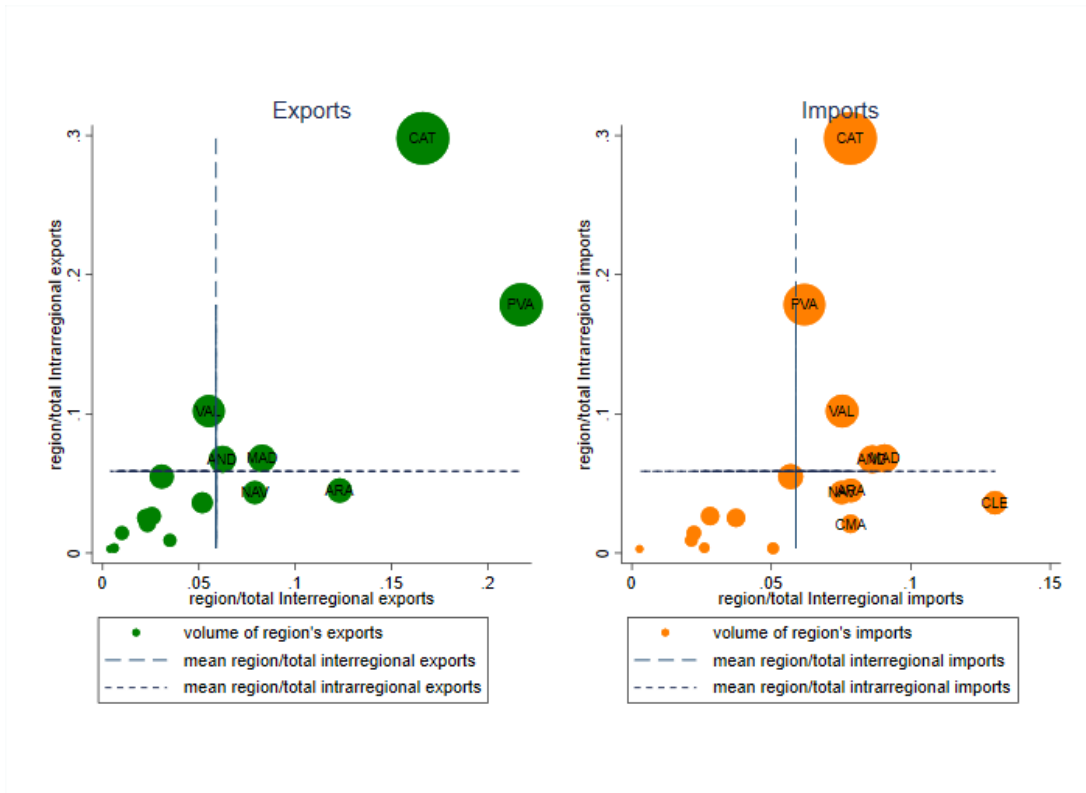 Exports
.3
.2
.1
0
region/total Intrarregional exports
CAT
PVA
VAL
AND
MAD
NAV
ARA
0
.05
.1
.15
.2
region/total Interregional exports
volume of region's exports
mean region/total interregional exports
mean region/total intrarregional exports
Imports
.3
.2
.1
0
region/total Intrarregional imports
CAT
PVA
VAL
AND
MAD
NAV
ARA
CLE
CMA
0
.05
.1
.15
region/total Interregional imports
volume of region's imports
mean region/total interregional imports
mean region/total intrarregional imports